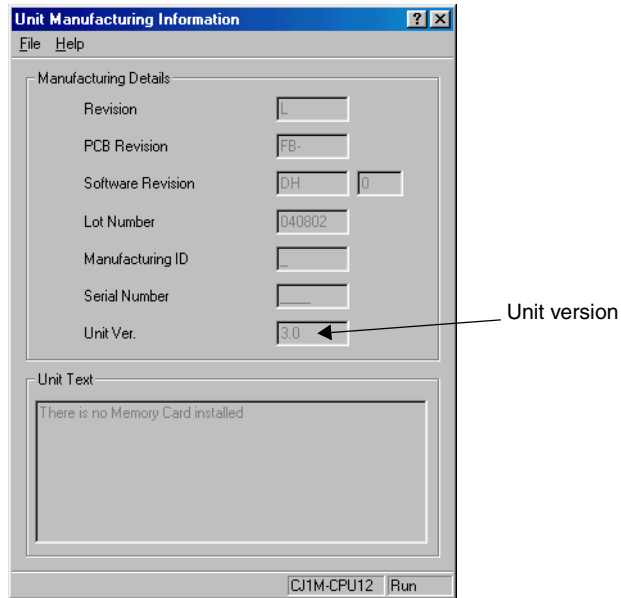 Unit Manufacturing Information
File Help
Manufacturing Details
Revision L
PCB Revision FB-
Software Revision DH 0
Lot Number 040802
Manufacturing ID _
Serial Number ____
Unit Ver. 3.0
Unit version
Unit Text
There is no Memory Card installed
CJ1M-CPU12 Run